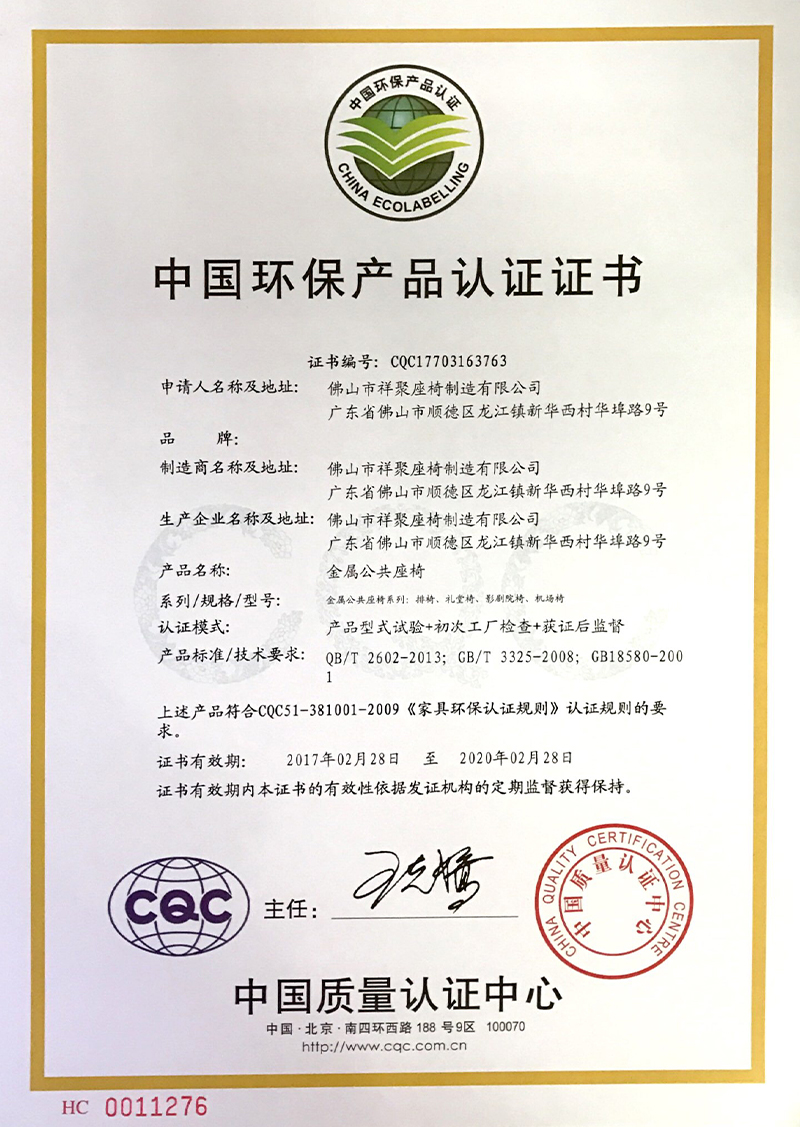 中国环保产品认证
CHINA ECOLABELLING
中国环保产品认证证书
证书编号: CQC17703163763
申请人名称及地址: 佛山市祥聚座椅制造有限公司
广东省佛山市顺德区龙江镇新华西村华埠路9号
品 牌:
制造商名称及地址: 佛山市祥聚座椅制造有限公司
广东省佛山市顺德区龙江镇新华西村华埠路9号
生产企业名称及地址: 佛山市祥聚座椅制造有限公司
广东省佛山市顺德区龙江镇新华西村华埠路9号
产品名称: 金属公共座椅
系列/规格/型号: 金属公共座椅系列: 排椅、礼堂椅、影剧院椅、机场椅
认证模式: 产品型式试验+初次工厂检查+获证后监督
产品标准/技术要求: QB/T 2602-2013; GB/T 3325-2008; GB18580-200
1
上述产品符合CQC51-381001-2009《家具环保认证规则》认证规则的要
求。
证书有效期: 2017年02月28日 至 2020年02月28日
证书有效期内本证书的有效性依据发证机构的定期监督获得保持。
CQC
主任:
CHINA QUALITY CERTIFICATION CENTRE
中国质量认证中心
中国质量认证中心
中国·北京·南四环西路 188 号9区 100070
http://www.cqc.com.cn
HC 0011276